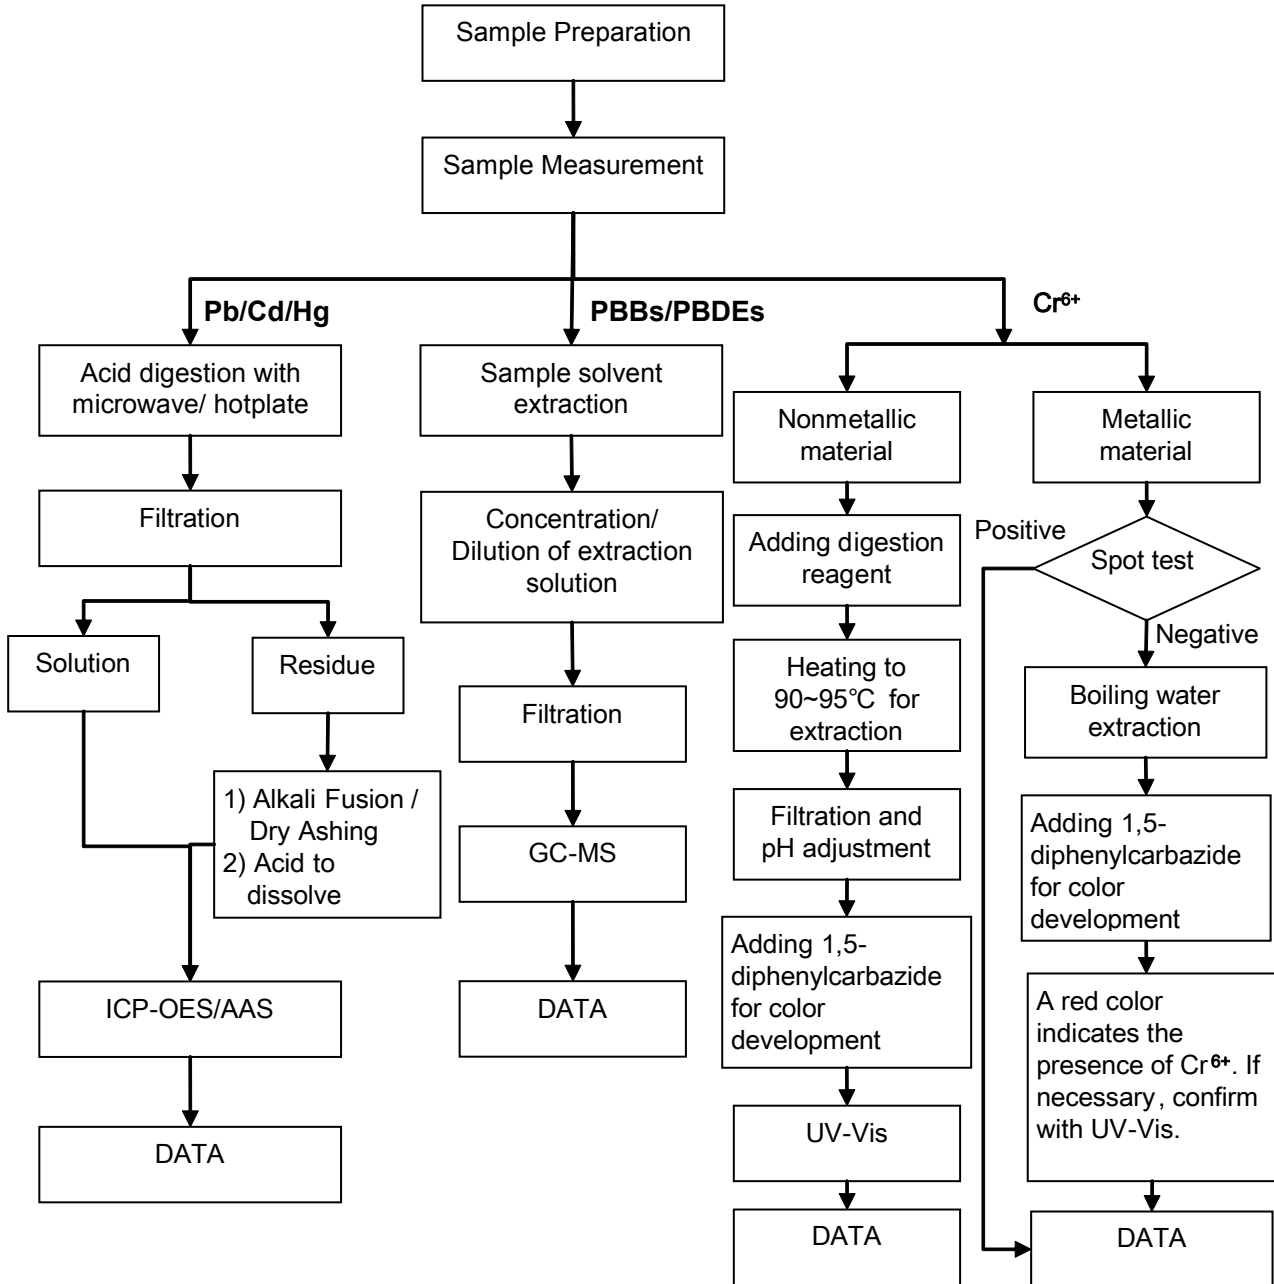 Sample Preparation
Sample Measurement
Pb/Cd/Hg
PBBs/PBDEs
Cr⁶⁺
Acid digestion with
microwave/ hotplate
Filtration
Solution
Residue
1) Alkali Fusion /
Dry Ashing
2) Acid to
dissolve
ICP-OES/AAS
DATA
Sample solvent
extraction
Concentration/
Dilution of extraction
solution
Filtration
GC-MS
DATA
Nonmetallic
material
Adding digestion
reagent
Heating to
90~95℃ for
extraction
Filtration and
pH adjustment
Adding 1,5-
diphenylcarbazide
for color
development
UV-Vis
DATA
Metallic
material
Positive
Spot test
Negative
Boiling water
extraction
Adding 1,5-
diphenylcarbazide
for color
development
A red color
indicates the
presence of Cr⁶⁺. If
necessary, confirm
with UV-Vis.
DATA